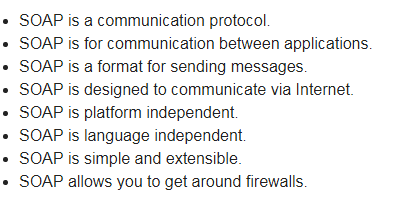 • SOAP is a communication protocol.
• SOAP is for communication between applications.
• SOAP is a format for sending messages.
• SOAP is designed to communicate via Internet.
• SOAP is platform independent.
• SOAP is language independent.
• SOAP is simple and extensible.
• SOAP allows you to get around firewalls.